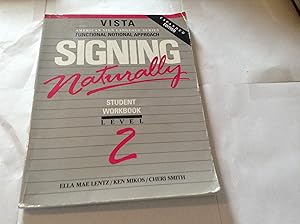 VISTA
AMERICAN SIGN LANGUAGE SERIES
FUNCTIONAL NOTIONAL APPROACH
SIGNING
Naturally
STUDENT
WORKBOOK
LEVEL
2
ELLA MAE LENTZ/KEN MIKOS/CHERI SMITH